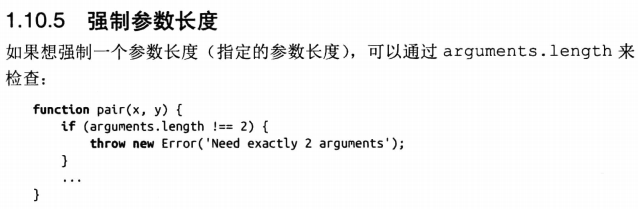 1.10.5 强制参数长度
如果想强制一个参数长度（指定的参数长度），可以通过 arguments.length 来
检查：
function pair(x, y) {
    if (arguments.length !== 2) {
        throw new Error('Need exactly 2 arguments');
    }
    ...
}